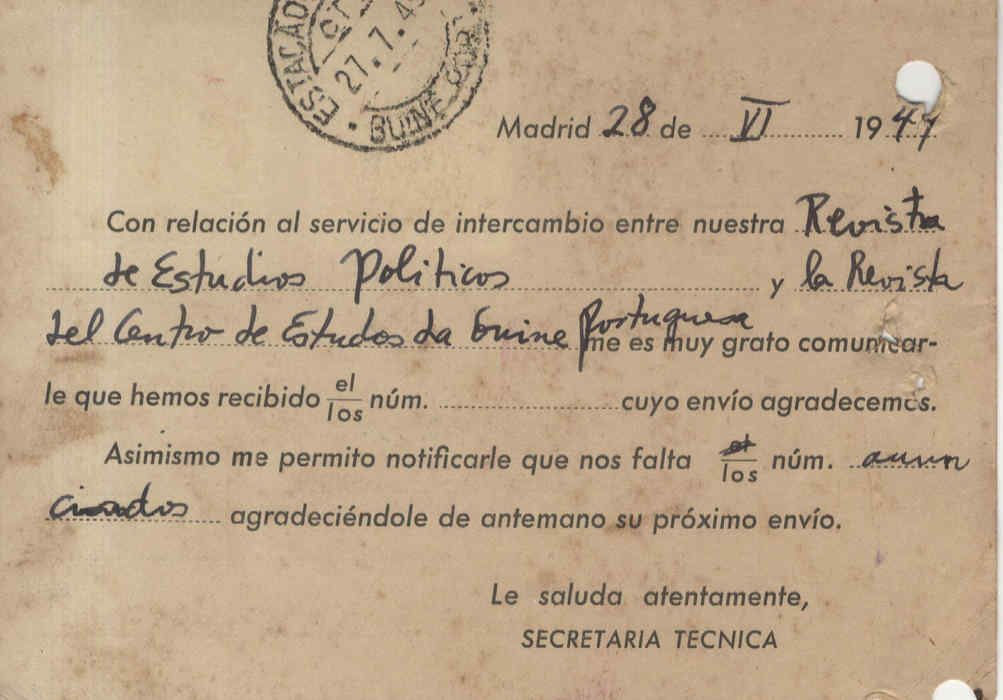 ESTAÇÃO
27.7.4
GUINÉ POR
Madrid 28 de VI 1947
Con relación al servicio de intercambio entre nuestra Revista
de Estudios Politicos y la Revista
del Centro de Estudos da Guine Portuguesa
me es muy grato comunicar-
le que hemos recibido el/los núm. ............ cuyo envío agradecemos.
Asimismo me permito notificarle que nos falta el/los núm. anun
ciados agradeciéndole de antemano su próximo envío.
Le saluda atentamente,
SECRETARIA TECNICA